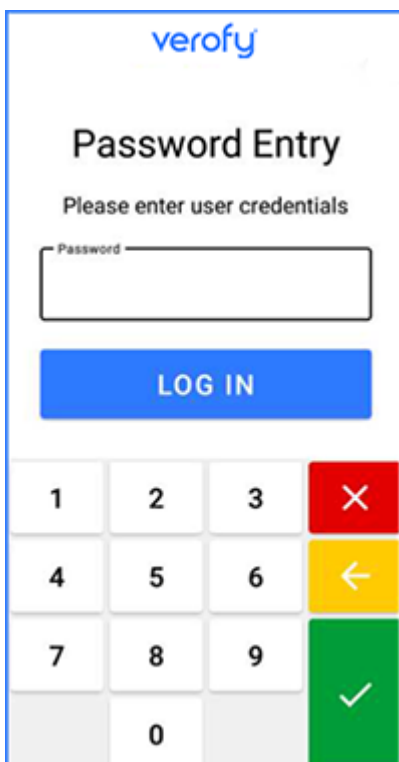 verofy
Password Entry
Please enter user credentials
Password
LOG IN
1 2 3
4 5 6
7 8 9
0